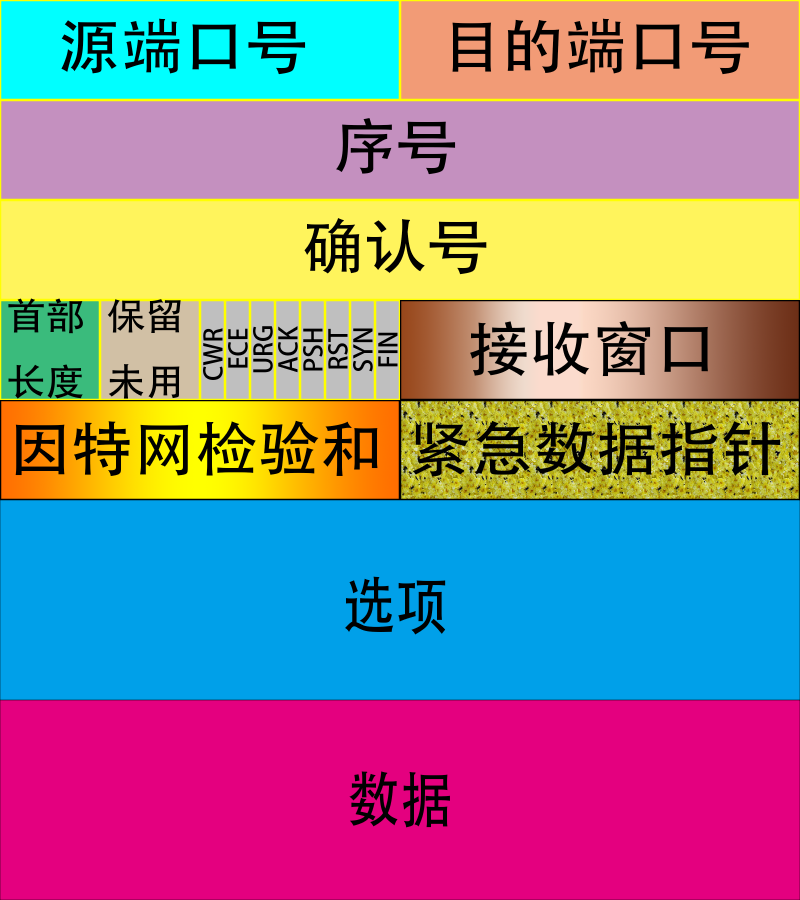 源端口号
目的端口号
序号
确认号
首部
长度
保留
未用
CWR
ECE
URG
ACK
PSH
RST
SYN
FIN
接收窗口
因特网检验和
紧急数据指针
选项
数据